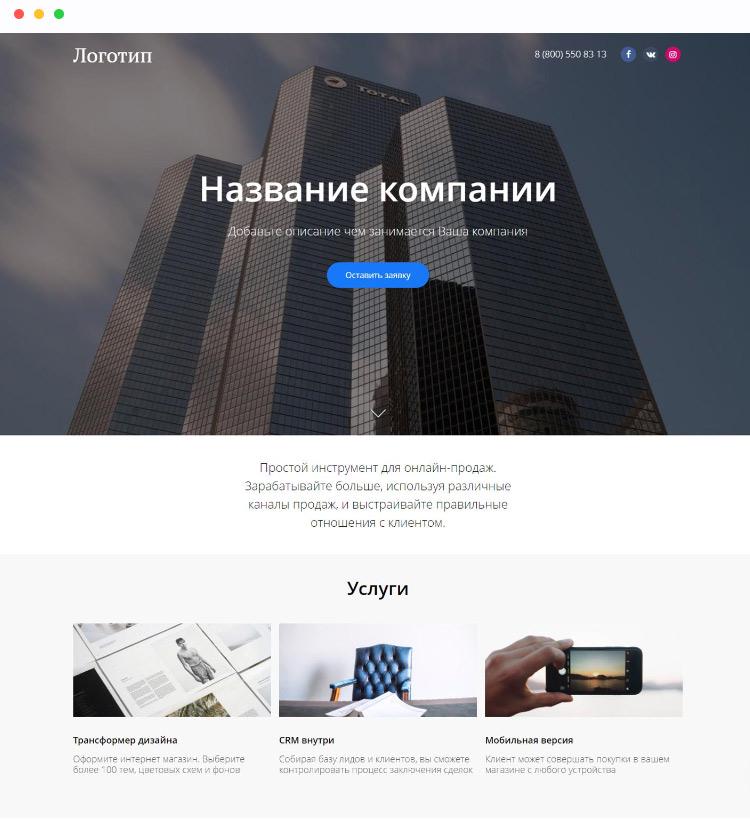 Логотип
8 (800) 550 83 13
TOTAL
Название компании
Добавьте описание чем занимается Ваша компания
Оставить заявку
Простой инструмент для онлайн-продаж.
Зарабатывайте больше, используя различные
каналы продаж, и выстраивайте правильные
отношения с клиентом.
Услуги
Трансформер дизайна
Оформите интернет магазин. Выберите
более 100 тем, цветовых схем и фонов
CRM внутри
Собирая базу лидов и клиентов, вы сможете
контролировать процесс заключения сделок
Мобильная версия
Клиент может совершать покупки в вашем
магазине с любого устройства